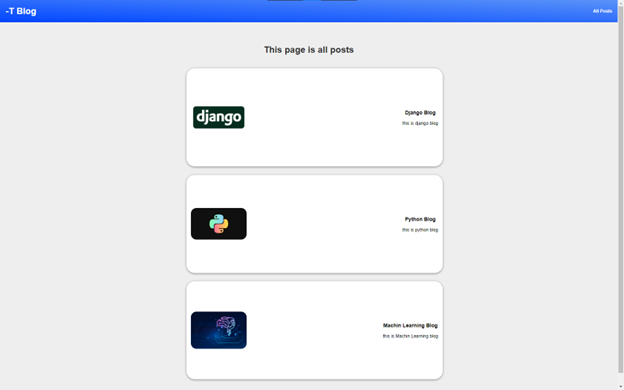 -T Blog
All Posts
This page is all posts
django
Django Blog
this is django blog
Python Blog
this is python blog
Machin Learning Blog
this is Machin Learning blog